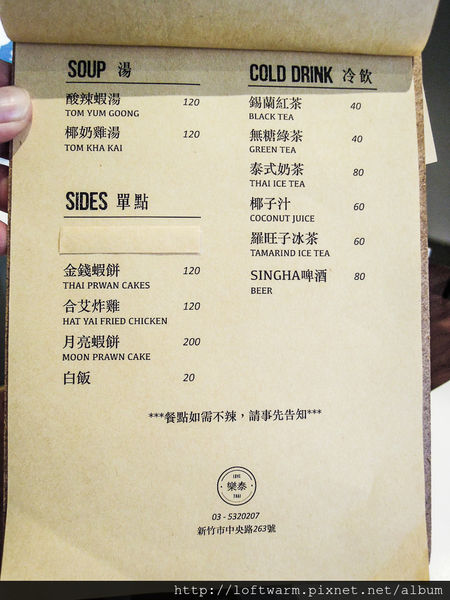 SOUP 湯
酸辣蝦湯 120
TOM YUM GOONG
椰奶雞湯 120
TOM KHA KAI
SIDES 單點
金錢蝦餅 120
THAI PRWAN CAKES
合艾炸雞 120
HAT YAI FRIED CHICKEN
月亮蝦餅 200
MOON PRAWN CAKE
白飯 20
COLD DRINK 冷飲
錫蘭紅茶 40
BLACK TEA
無糖綠茶 40
GREEN TEA
泰式奶茶 80
THAI ICE TEA
椰子汁 60
COCONUT JUICE
羅旺子冰茶 60
TAMARIND ICE TEA
SINGHA啤酒 80
BEER
***餐點如需不辣，請事先告知***
LOVE
樂泰
THAI
03 - 5320207
新竹市中央路263號
http://loftwarm.pixnet.net/album